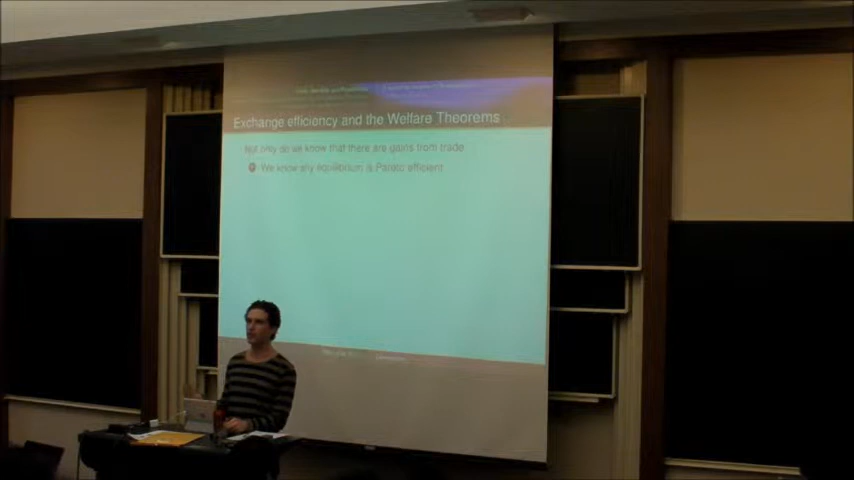 Exchange efficiency and the Welfare Theorems
Not only do we know that there are gains from trade
We know any equilibrium is Pareto efficient